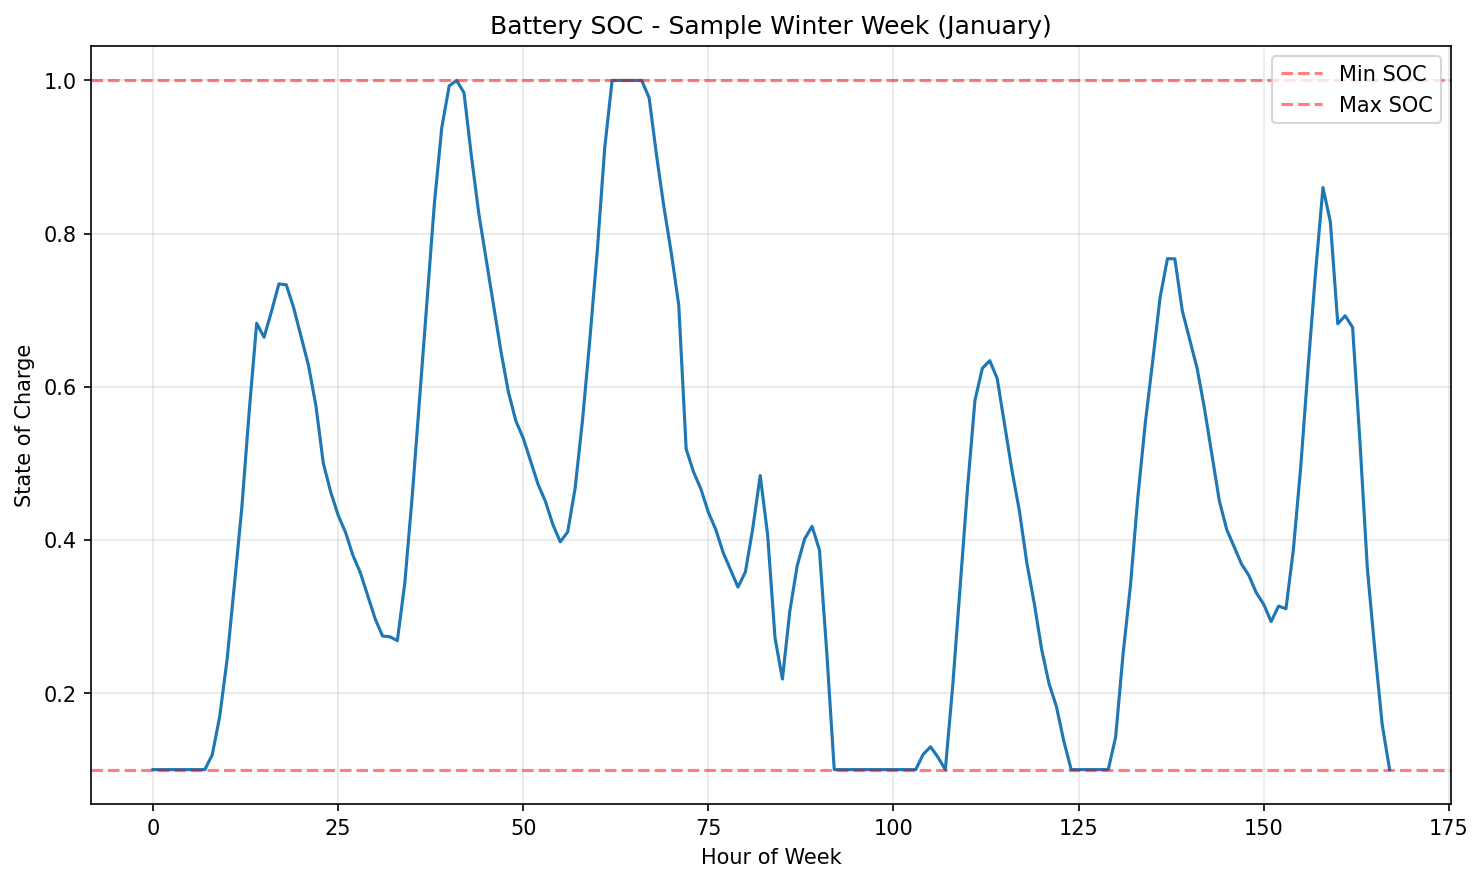 Battery SOC - Sample Winter Week (January)
Min SOC
Max SOC
1.0
0.8
0.6
0.4
0.2
State of Charge
0 25 50 75 100 125 150 175
Hour of Week